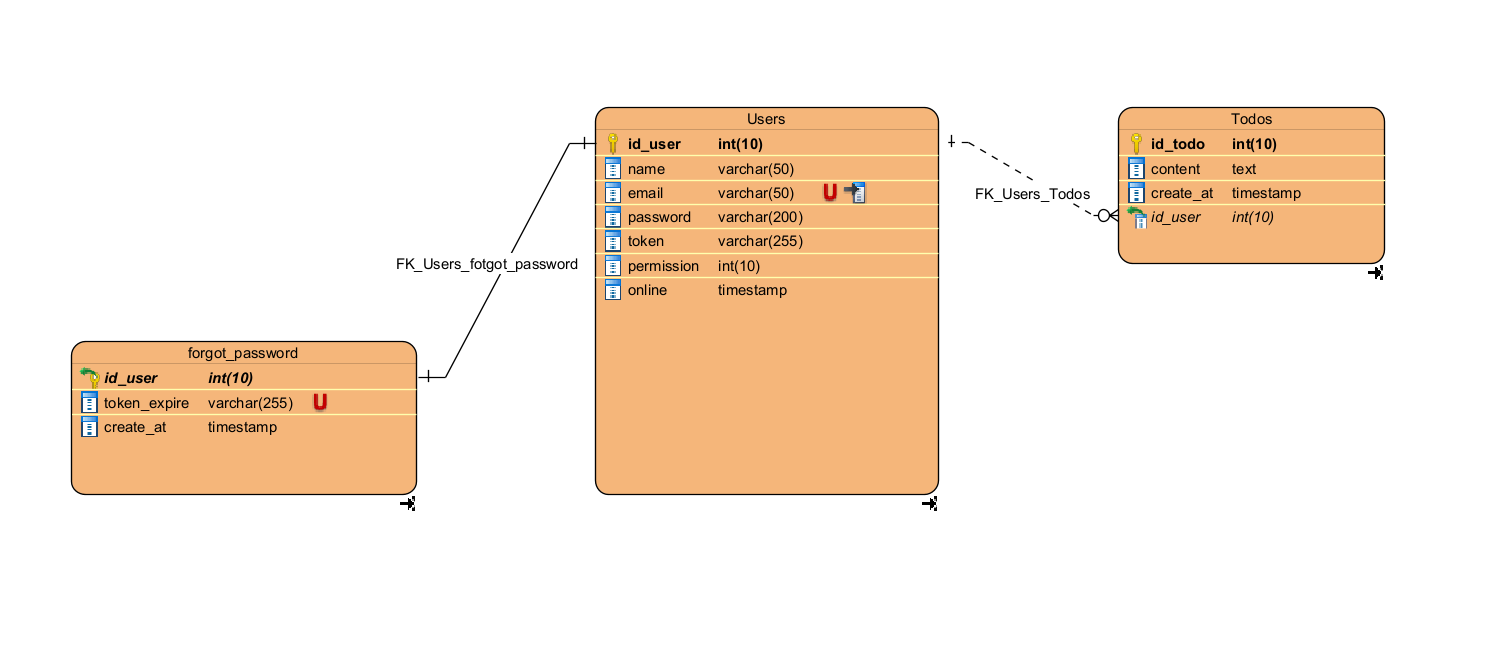 Users
id_user int(10)
name varchar(50)
email varchar(50) U
password varchar(200)
token varchar(255)
permission int(10)
online timestamp
Todos
id_todo int(10)
content text
create_at timestamp
id_user int(10)
FK_Users_Todos
FK_Users_fotgot_password
forgot_password
id_user int(10)
token_expire varchar(255) U
create_at timestamp